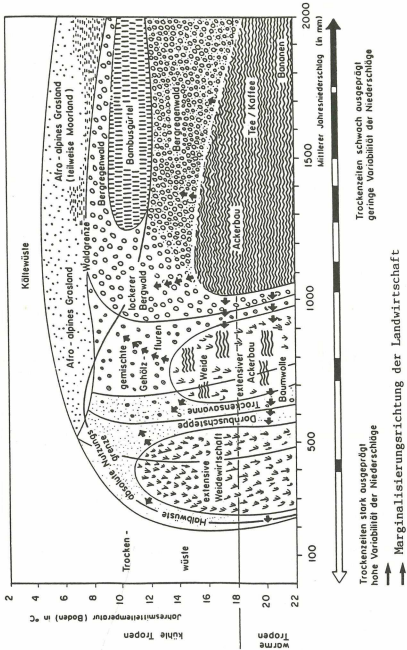 2000
1500
1000
500
100
Mittlerer Jahresniederschlag (in mm)
2
4
6
8
10
12
14
16
18
20
22
Jahresmitteltemperatur (Boden) in °C
kühle Tropen
warme
Tropen
Kältewüste
Afro-alpines Grasland
Afro-alpines Grasland
(teilweise Moorland)
Waldgrenze
Bergregenwald
Bambusgürtel
Bergregenwald
lockerer
Bergwald
gemischte
Gehölz
fluren
absolute Nutzungs
grenze
Trocken-
wüste
Halbwüste
extensive
Weidewirtschaft
Dornbuschsteppe
Trockensavanne
Weide
extensiver
Ackerbau
Baumwolle
Ackerbau
Tee / Kaffee
Bananen
Trockenzeiten stark ausgeprägt
hohe Variabilität der Niederschläge
Trockenzeiten schwach ausgeprägt
geringe Variabilität der Niederschläge
Marginalisierungsrichtung der Landwirtschaft